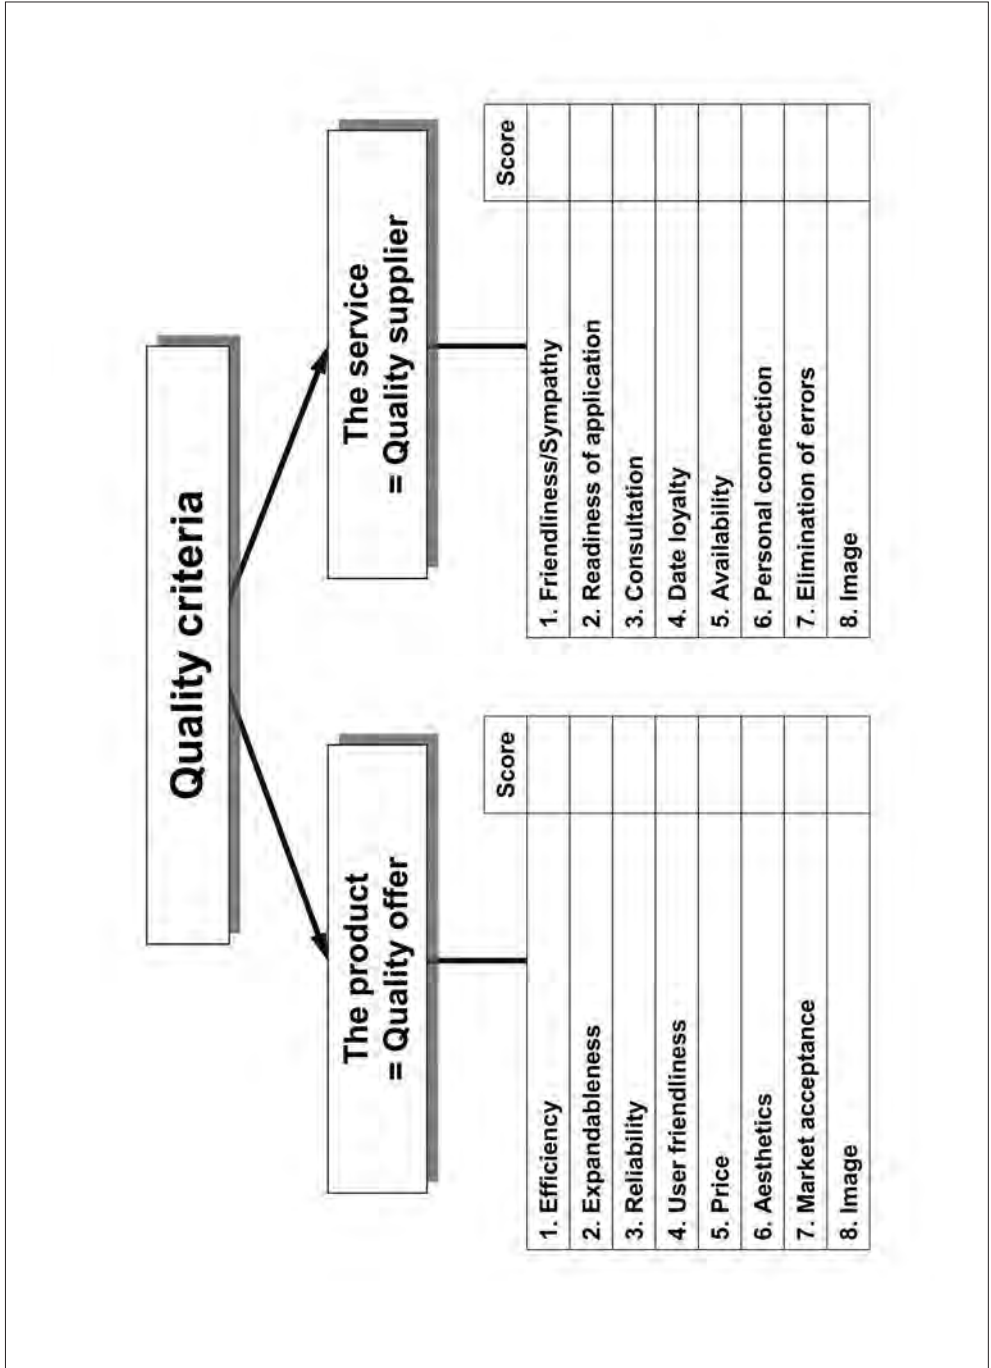 Quality criteria
The product
= Quality offer
Score
1. Efficiency
2. Expandableness
3. Reliability
4. User friendliness
5. Price
6. Aesthetics
7. Market acceptance
8. Image
The service
= Quality supplier
Score
1. Friendliness/Sympathy
2. Readiness of application
3. Consultation
4. Date loyalty
5. Availability
6. Personal connection
7. Elimination of errors
8. Image